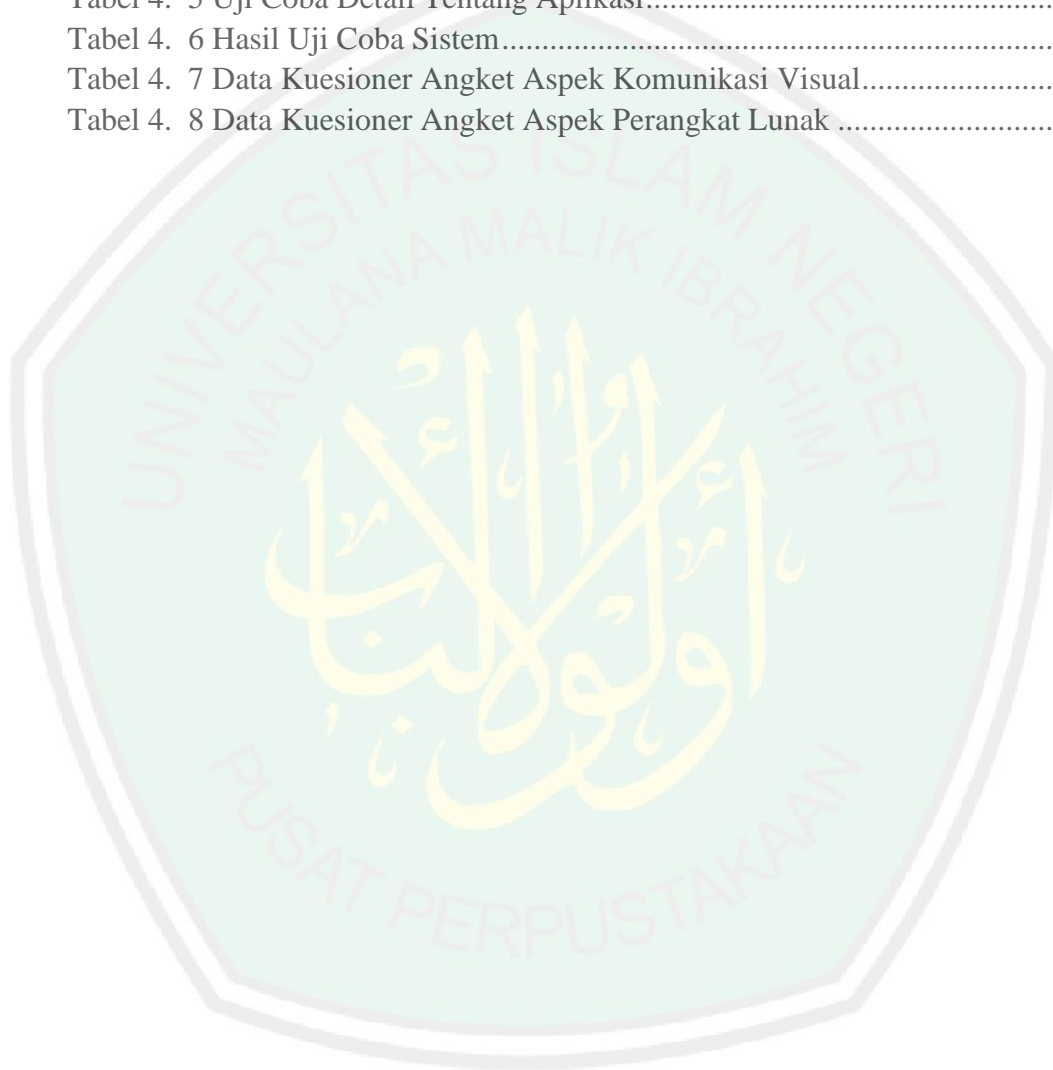 Tabel 4. 5 Uji Coba Detail Tentang Aplikasi...............................................
Tabel 4. 6 Hasil Uji Coba Sistem.................................................................
Tabel 4. 7 Data Kuesioner Angket Aspek Komunikasi Visual.......................
Tabel 4. 8 Data Kuesioner Angket Aspek Perangkat Lunak ..........................
UNIVERSITAS ISLAM NEGERI
MAULANA MALIK IBRAHIM
أولوا الألباب
PUSAT PERPUSTAKAAN